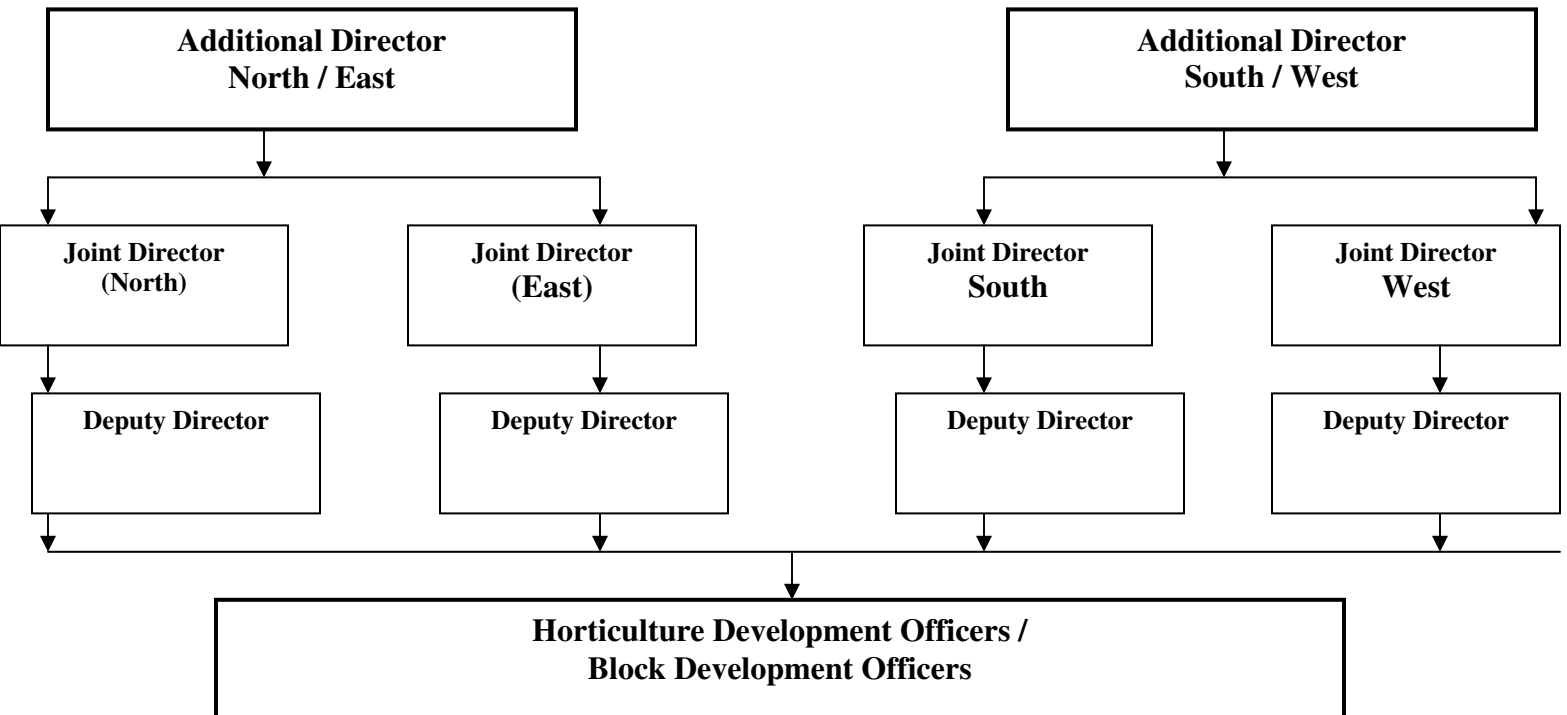 Additional Director
North / East
Additional Director
South / West
Joint Director
(North)
Joint Director
(East)
Joint Director
South
Joint Director
West
Deputy Director
Deputy Director
Deputy Director
Deputy Director
Horticulture Development Officers /
Block Development Officers